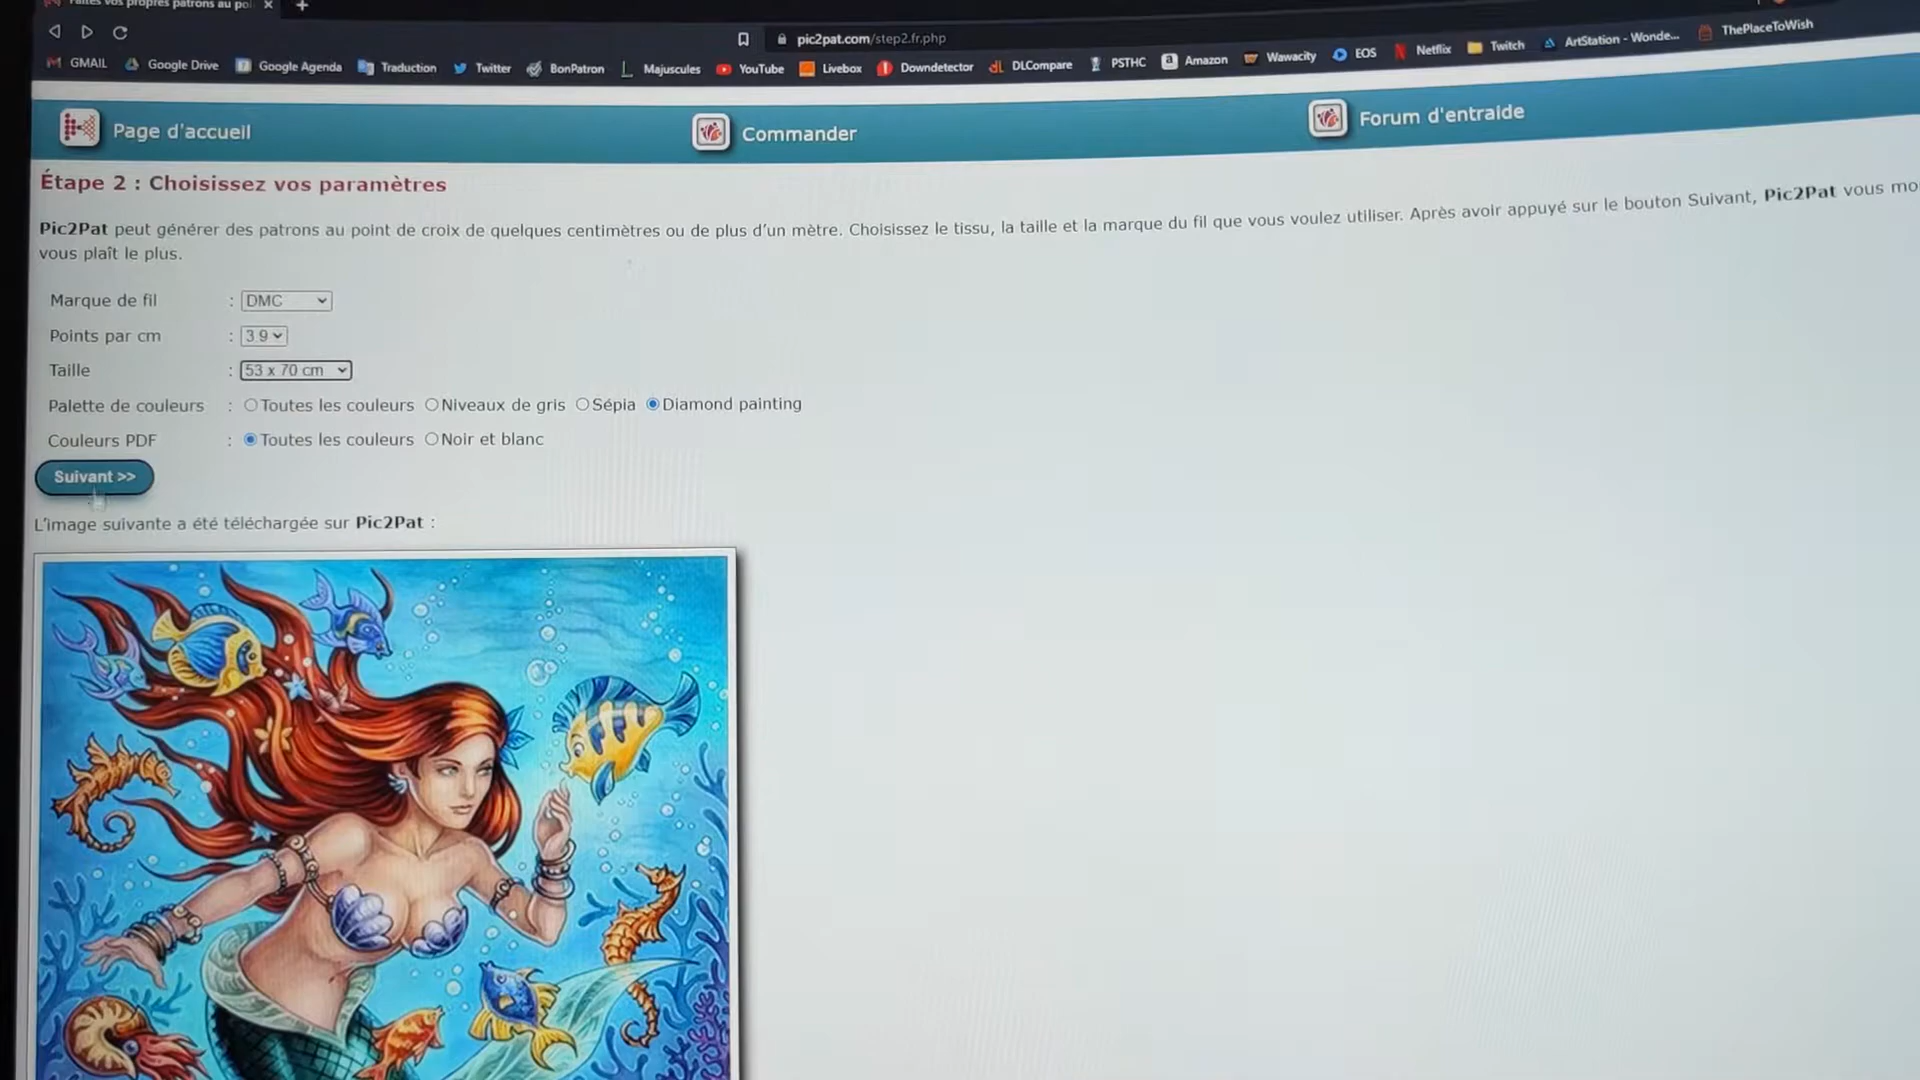 Faites vos propres patrons au poi
pic2pat.com/step2.fr.php
GMAIL Google Drive Google Agenda Traduction Twitter BonPatron Majuscules YouTube Livebox Downdetector DLCompare PSTHC Amazon Wawacity EOS Netflix Twitch ArtStation - Wonde... ThePlaceToWish
Page d'accueil Commander Forum d'entraide
Étape 2 : Choisissez vos paramètres
Pic2Pat peut générer des patrons au point de croix de quelques centimètres ou de plus d'un mètre. Choisissez le tissu, la taille et la marque du fil que vous voulez utiliser. Après avoir appuyé sur le bouton Suivant, Pic2Pat vous mo
vous plaît le plus.
Marque de fil : DMC
Points par cm : 3.9
Taille : 53 x 70 cm
Palette de couleurs : Toutes les couleurs Niveaux de gris Sépia Diamond painting
Couleurs PDF : Toutes les couleurs Noir et blanc
Suivant >>
L'image suivante a été téléchargée sur Pic2Pat :